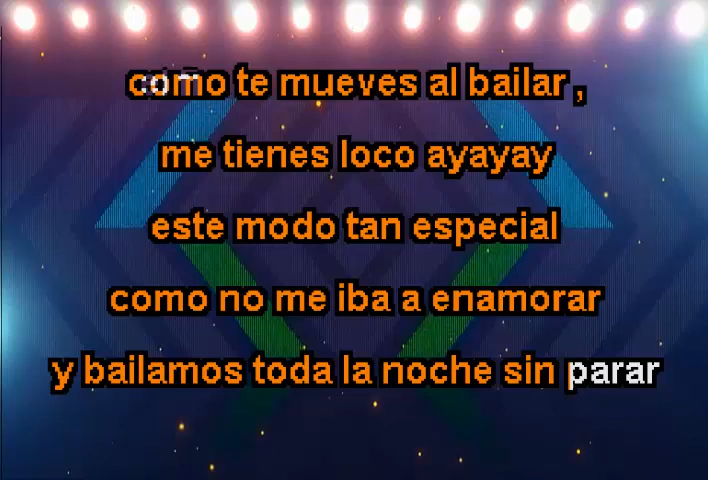 como te mueves al bailar ,
me tienes loco ayayay
este modo tan especial
como no me iba a enamorar
y bailamos toda la noche sin parar